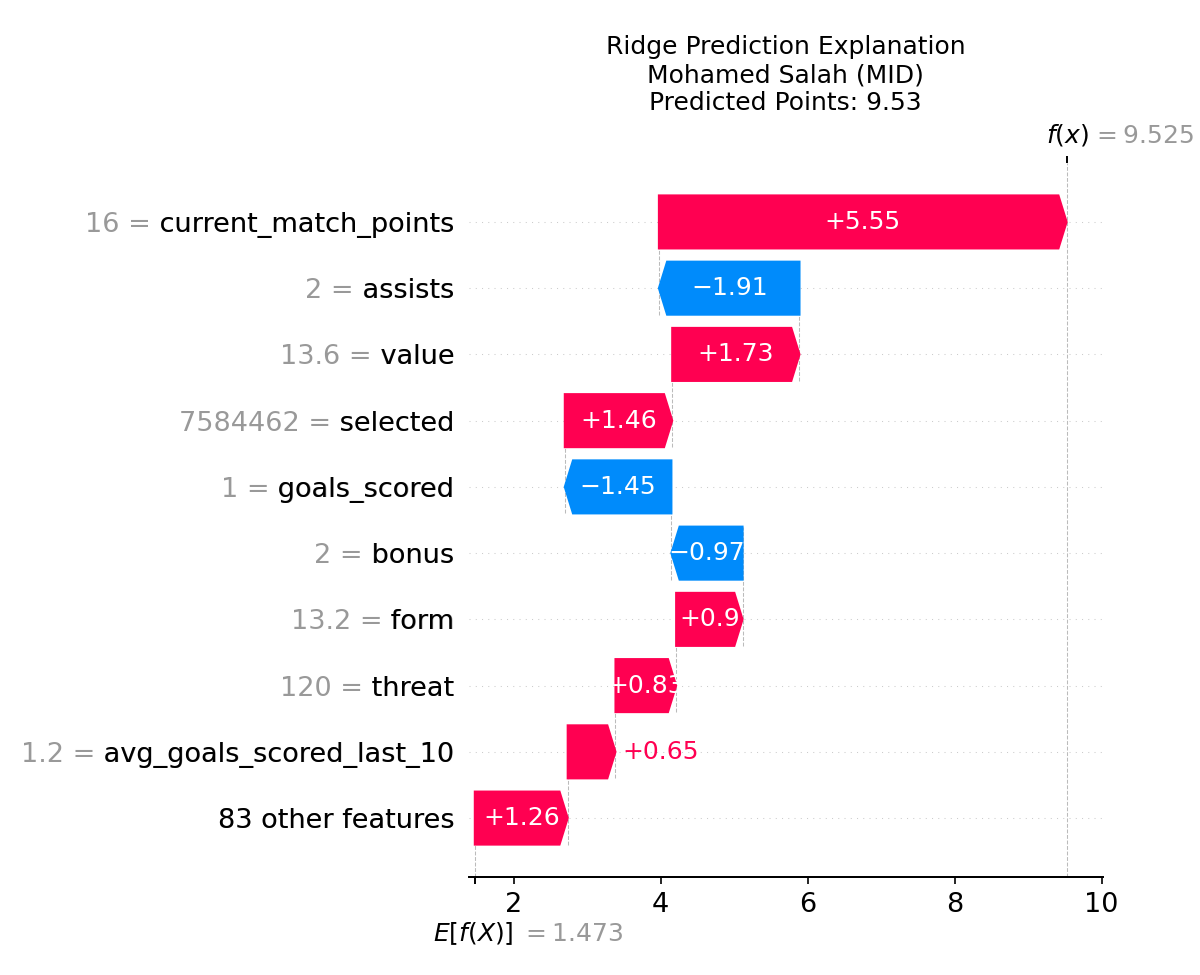 Ridge Prediction Explanation
Mohamed Salah (MID)
Predicted Points: 9.53
f(x) = 9.525
16 = current_match_points +5.55
2 = assists −1.91
13.6 = value +1.73
7584462 = selected +1.46
1 = goals_scored −1.45
2 = bonus −0.97
13.2 = form +0.9
120 = threat +0.83
1.2 = avg_goals_scored_last_10 +0.65
83 other features +1.26
2 4 6 8 10
E[f(X)] = 1.473